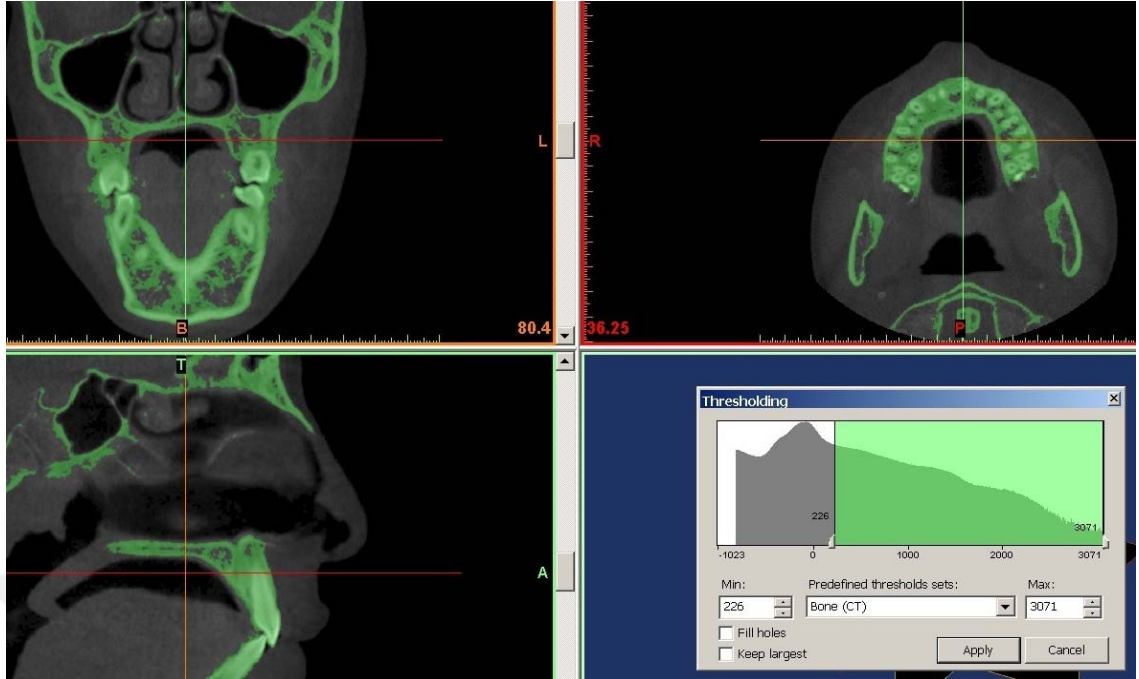 L
B
80.4
R
36.25
P
T
A
Thresholding
226
3071
-1023 0 1000 2000 3071
Min: Predefined thresholds sets: Max:
226 Bone (CT) 3071
Fill holes
Keep largest
Apply Cancel